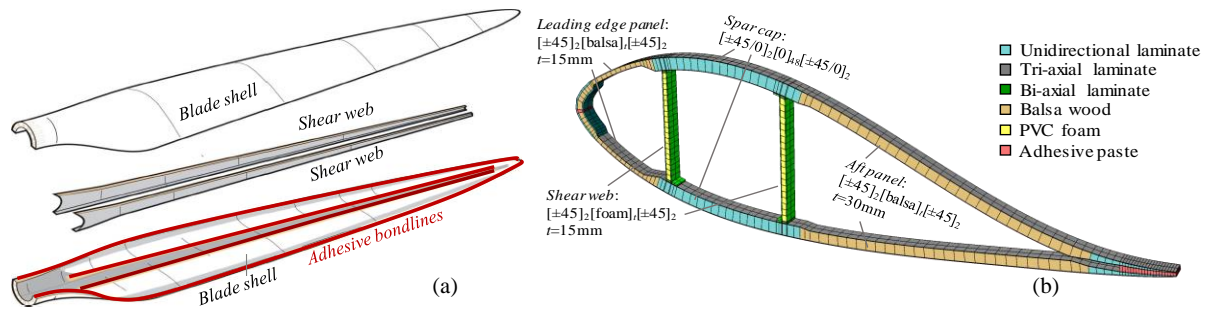 Blade shell
Shear web
Shear web
Adhesive bondlines
Blade shell
(a)
Leading edge panel:
[±45]₂[balsa]ₜ[±45]₂
t=15mm
Spar cap:
[±45/0]₂[0]₄₈[±45/0]₂
Shear web:
[±45]₂[foam]ₜ[±45]₂
t=15mm
Aft panel:
[±45]₂[balsa]ₜ[±45]₂
t=30mm
(b)
Unidirectional laminate
Tri-axial laminate
Bi-axial laminate
Balsa wood
PVC foam
Adhesive paste